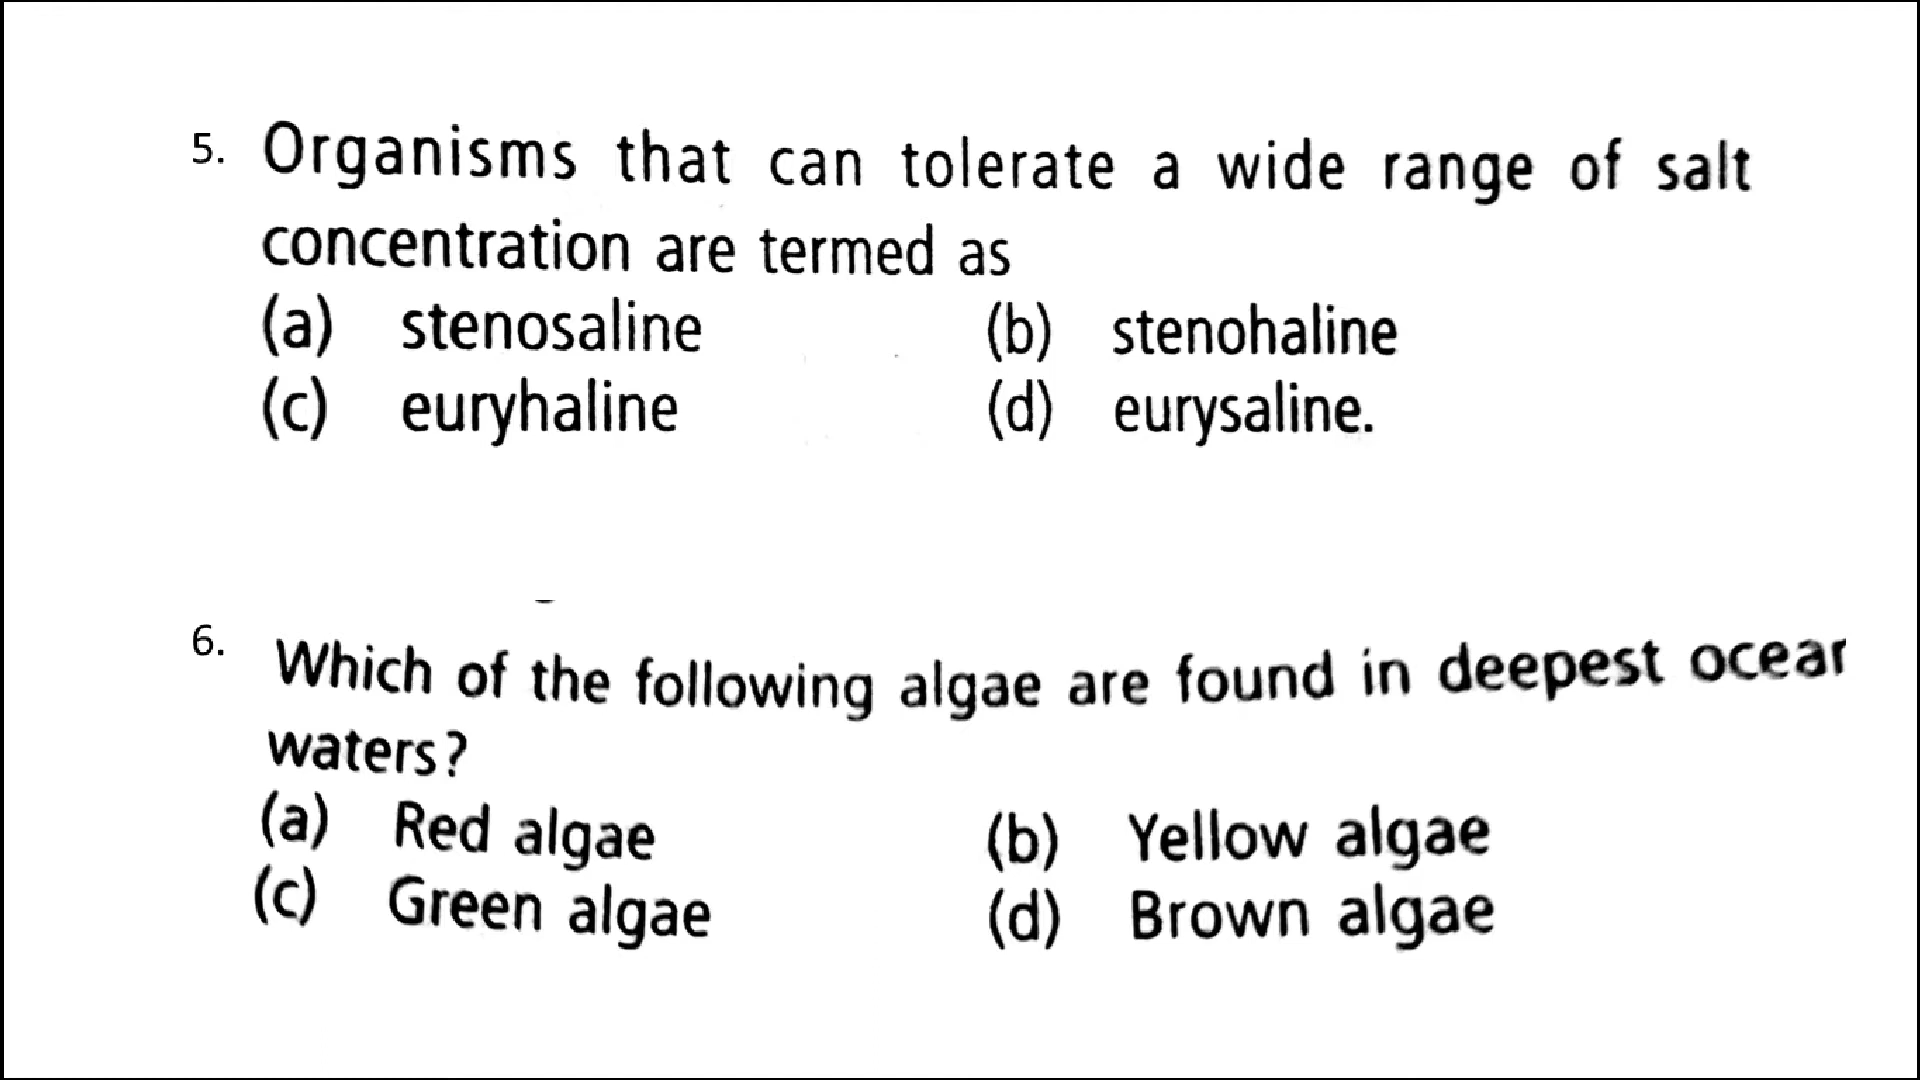 5. Organisms that can tolerate a wide range of salt
concentration are termed as
(a) stenosaline (b) stenohaline
(c) euryhaline (d) eurysaline.
6. Which of the following algae are found in deepest ocear
waters?
(a) Red algae (b) Yellow algae
(c) Green algae (d) Brown algae